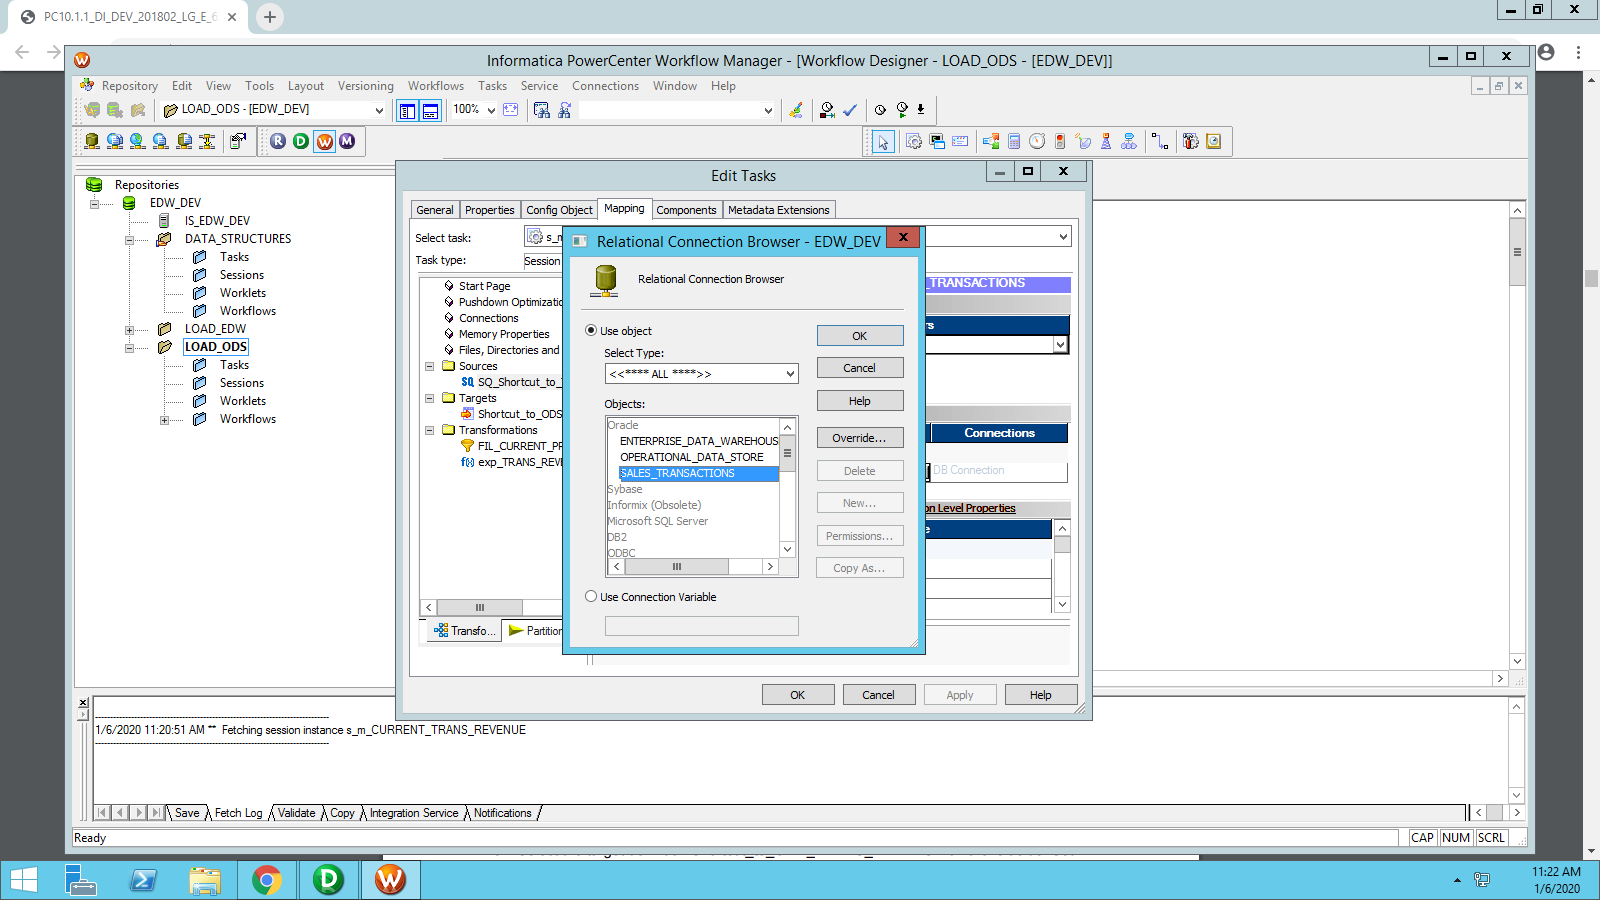 PC10.1.1_DI_DEV_201802_LG_E_6
Informatica PowerCenter Workflow Manager - [Workflow Designer - LOAD_ODS - [EDW_DEV]]
Repository Edit View Tools Layout Versioning Workflows Tasks Service Connections Window Help
LOAD_ODS - [EDW_DEV]
100%
R D W M
Repositories
EDW_DEV
IS_EDW_DEV
DATA_STRUCTURES
Tasks
Sessions
Worklets
Workflows
LOAD_EDW
LOAD_ODS
Tasks
Sessions
Worklets
Workflows
Edit Tasks
General Properties Config Object Mapping Components Metadata Extensions
Select task: s_m
Task type: Session
Start Page
Pushdown Optimizatio
Connections
Memory Properties
Files, Directories and
Sources
SQ_Shortcut_to_
Targets
Shortcut_to_ODS
Transformations
FIL_CURRENT_PR
exp_TRANS_REVE
Transfo...
Partition
_TRANSACTIONS
rs
Connections
DB Connection
on Level Properties
e
OK Cancel Apply Help
Relational Connection Browser - EDW_DEV
Relational Connection Browser
Use object
Select Type:
<<**** ALL ****>>
Objects:
Oracle
ENTERPRISE_DATA_WAREHOUS
OPERATIONAL_DATA_STORE
SALES_TRANSACTIONS
Sybase
Informix (Obsolete)
Microsoft SQL Server
DB2
ODBC
Use Connection Variable
OK
Cancel
Help
Override...
Delete
New...
Permissions...
Copy As...
1/6/2020 11:20:51 AM ** Fetching session instance s_m_CURRENT_TRANS_REVENUE
Save Fetch Log Validate Copy Integration Service Notifications
Ready
CAP NUM SCRL
D W
11:22 AM
1/6/2020